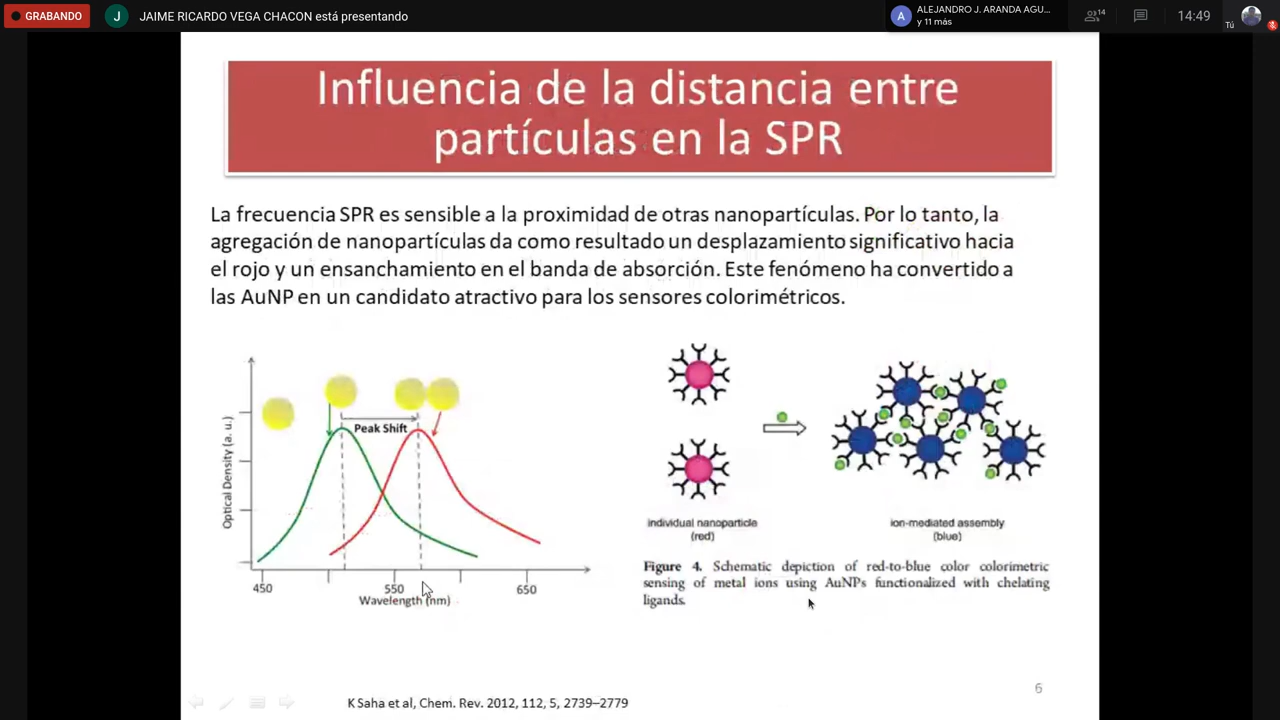 GRABANDO
J
JAIME RICARDO VEGA CHACON está presentando
A
ALEJANDRO J. ARANDA AGU...
y 11 más
14
14:49
Tú
Influencia de la distancia entre
partículas en la SPR
La frecuencia SPR es sensible a la proximidad de otras nanopartículas. Por lo tanto, la
agregación de nanopartículas da como resultado un desplazamiento significativo hacia
el rojo y un ensanchamiento en el banda de absorción. Este fenómeno ha convertido a
las AuNP en un candidato atractivo para los sensores colorimétricos.
Peak Shift
Optical Density (a. u.)
450
550
650
Wavelength (nm)
individual nanoparticle
(red)
ion-mediated assembly
(blue)
Figure 4. Schematic depiction of red-to-blue color colorimetric
sensing of metal ions using AuNPs functionalized with chelating
ligands.
6
K Saha et al, Chem. Rev. 2012, 112, 5, 2739–2779